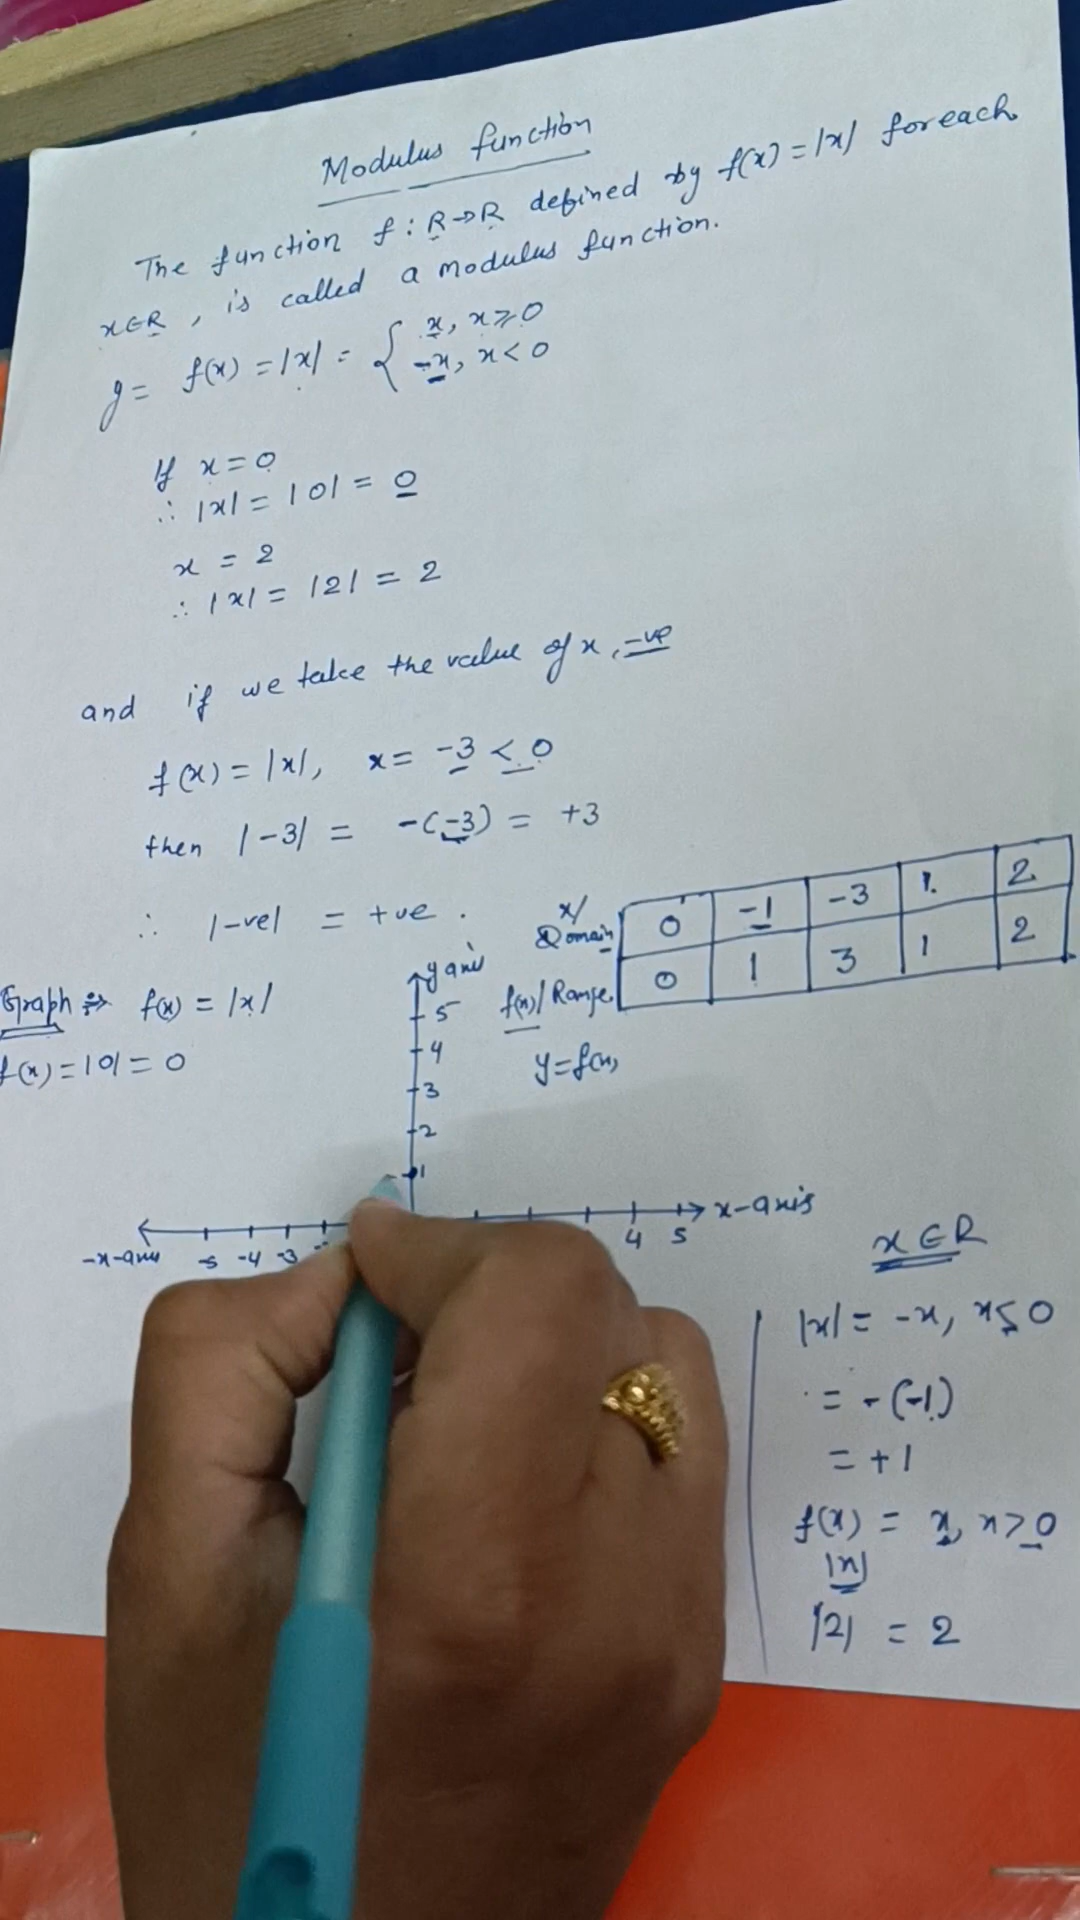 Modulus function
The function f : R→R defined by f(x) = |x| for each
x∈R , is called a modulus function.
y = f(x) = |x| = { x, x ⩾ 0
-x, x < 0
If x = 0
∴ |x| = |0| = 0
x = 2
∴ |x| = |2| = 2
and if we take the value of x, -ve
f(x) = |x|, x = -3 < 0
then |-3| = -(-3) = +3
∴ |-ve| = +ve .
x/ Domain 0 -1 -3 1 2
f(x)/Range 0 1 3 1 2
Graph ⇒ f(x) = |x|
f(x) = |0| = 0
y = f(x)
y axis
5
4
3
2
1
x-axis
-x-axis -5 -4 -3
4 5
x ∈ R
|x| = -x, x ≤ 0
= -(-1)
= +1
f(x) = x, x > 0
|x|
|2| = 2